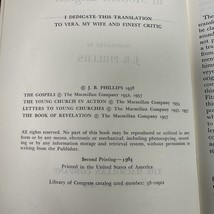 I DEDICATE THIS TRANSLATION
TO VERA, MY WIFE AND FINEST CRITIC
© J. B. PHILLIPS 1958
THE GOSPELS © The Macmillan Company 1952, 1957
THE YOUNG CHURCH IN ACTION © The Macmillan Company 1955
LETTERS TO YOUNG CHURCHES © The Macmillan Company 1947, 1957
THE BOOK OF REVELATION © The Macmillan Company 1957
All rights reserved. No part of this book may be reproduced or utilized in any form or by any means, electronic or mechanical, including photocopying, recording or by any information storage and retrieval system, without permission in writing from the Publisher.
Second Printing—1964
Printed in the United States of America
Library of Congress catalog card number: 58-10922